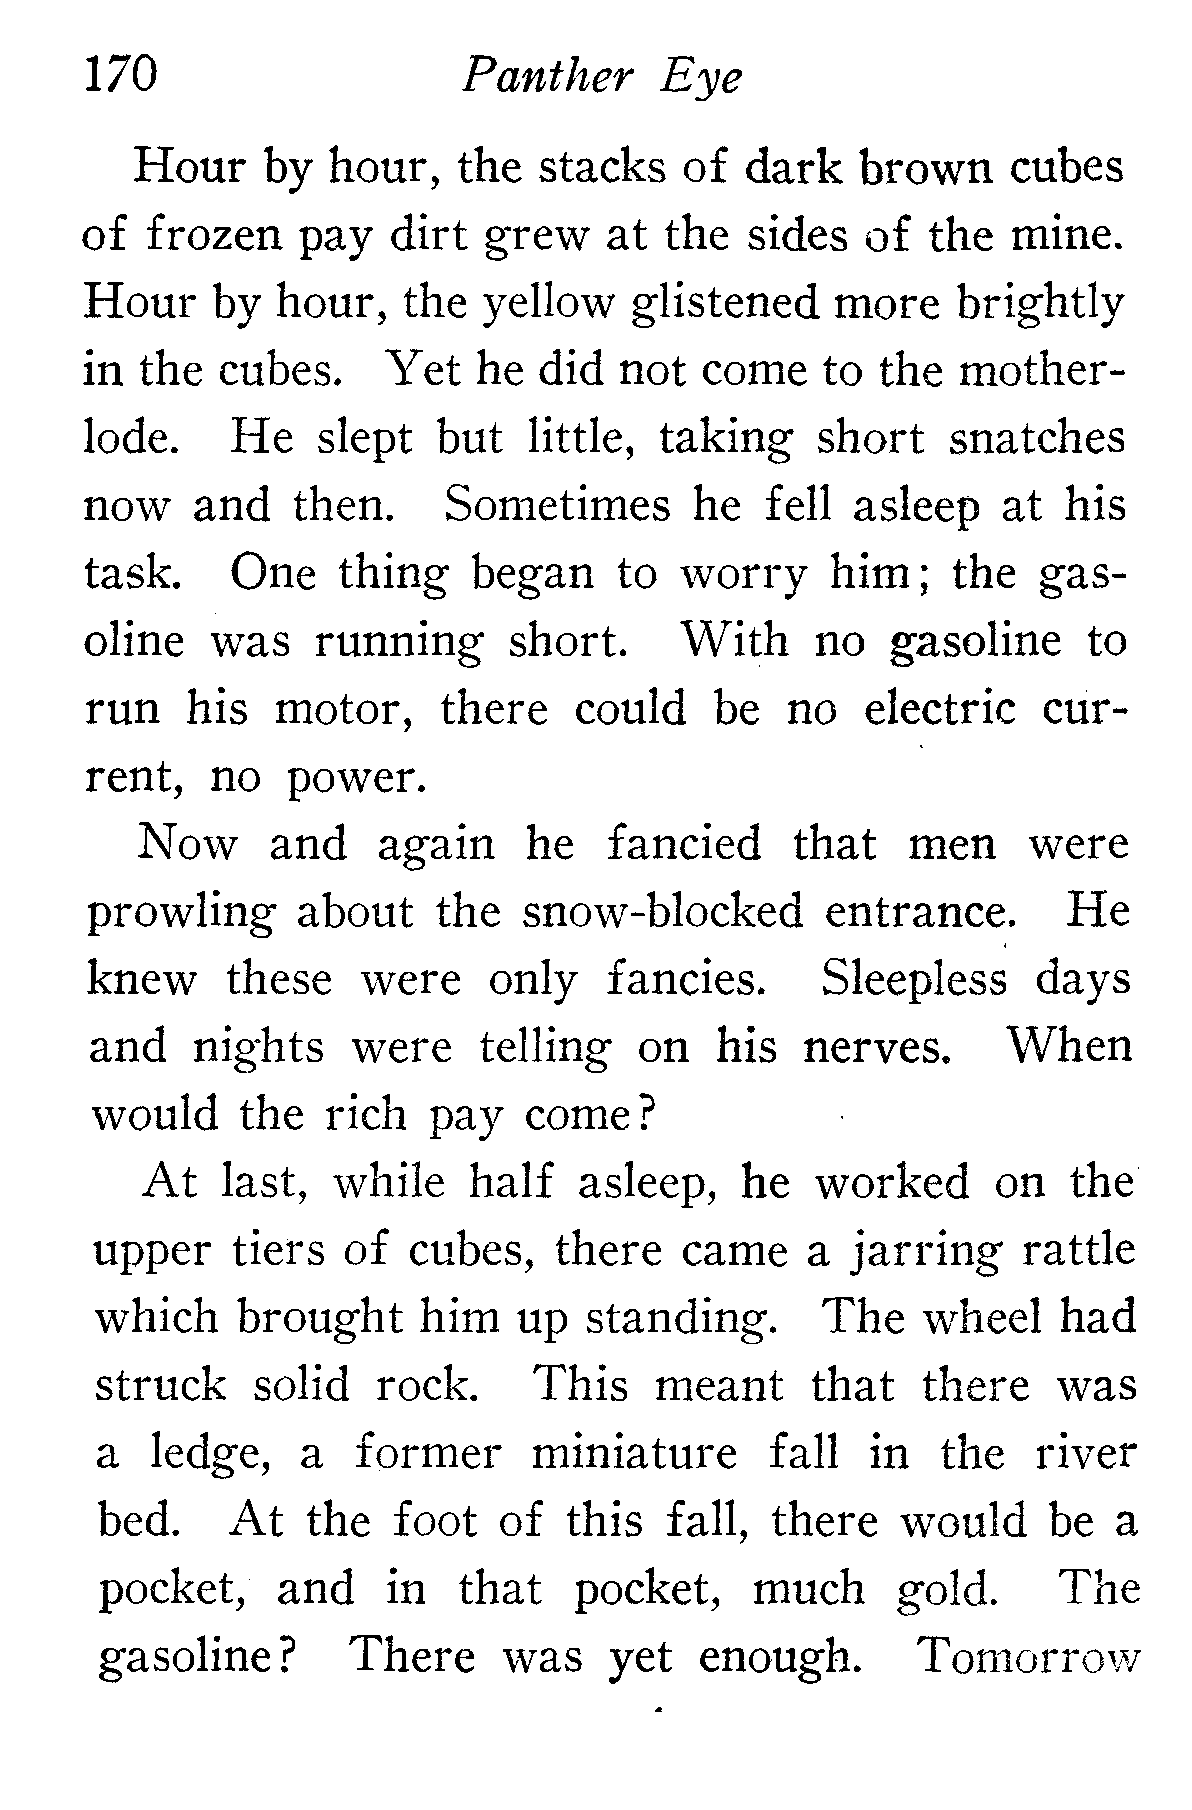 170 Panther Eye
Hour by hour, the stacks of dark brown cubes
of frozen pay dirt grew at the sides of the mine.
Hour by hour, the yellow glistened more brightly
in the cubes. Yet he did not come to the mother-
lode. He slept but little, taking short snatches
now and then. Sometimes he fell asleep at his
task. One thing began to worry him; the gas-
oline was running short. With no gasoline to
run his motor, there could be no electric cur-
rent, no power.
Now and again he fancied that men were
prowling about the snow-blocked entrance. He
knew these were only fancies. Sleepless days
and nights were telling on his nerves. When
would the rich pay come?
At last, while half asleep, he worked on the
upper tiers of cubes, there came a jarring rattle
which brought him up standing. The wheel had
struck solid rock. This meant that there was
a ledge, a former miniature fall in the river
bed. At the foot of this fall, there would be a
pocket, and in that pocket, much gold. The
gasoline? There was yet enough. Tomorrow